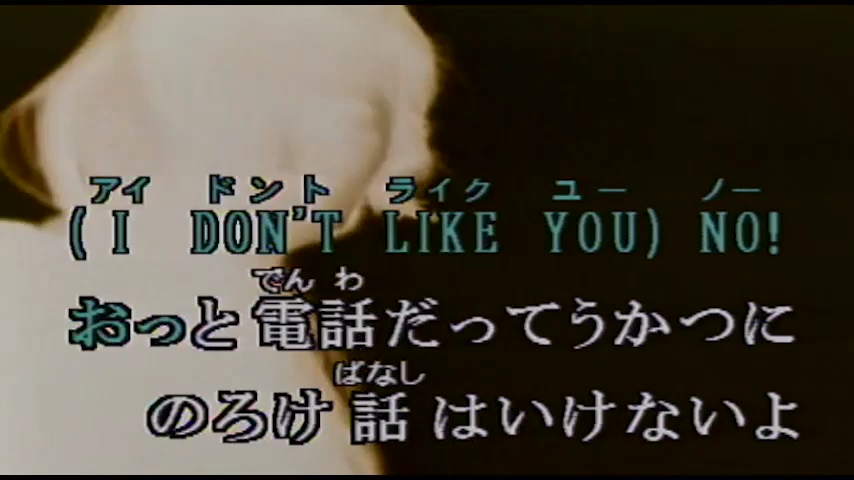 アイ ドント ライク ユー ノー
(I DON'T LIKE YOU) NO!
でんわ
おっと電話だってうかつに
ばなし
のろけ話はいけないよ